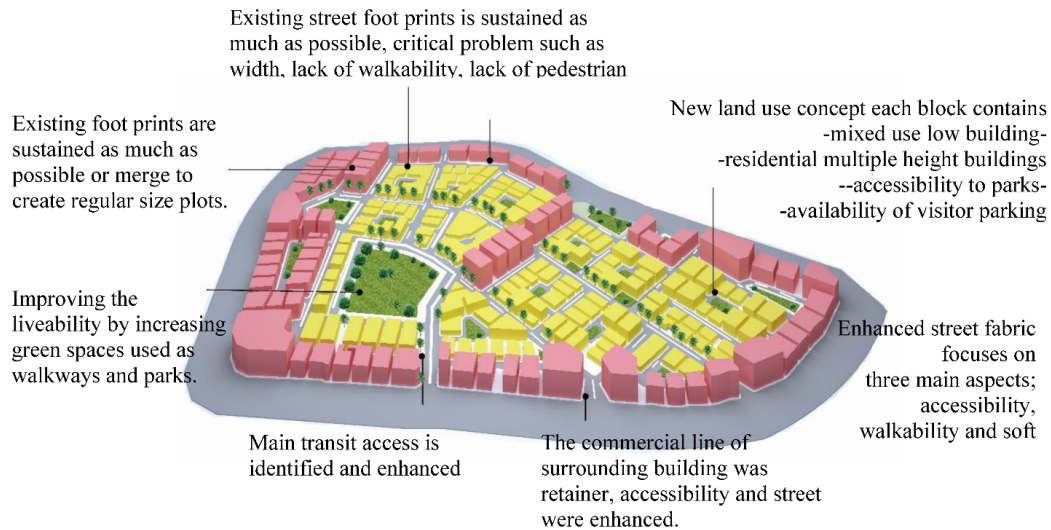 Existing street foot prints is sustained as
much as possible, critical problem such as
width, lack of walkability, lack of pedestrian
New land use concept each block contains
-mixed use low building-
-residential multiple height buildings
--accessibility to parks-
-availability of visitor parking
Existing foot prints are
sustained as much as
possible or merge to
create regular size plots.
Improving the
liveability by increasing
green spaces used as
walkways and parks.
Enhanced street fabric
focuses on
three main aspects;
accessibility,
walkability and soft
Main transit access is
identified and enhanced
The commercial line of
surrounding building was
retainer, accessibility and street
were enhanced.